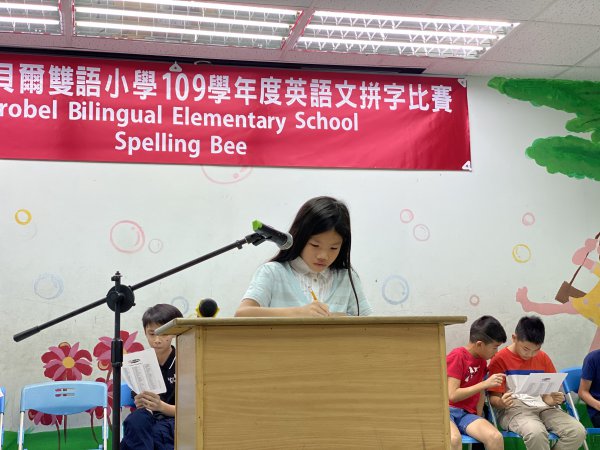 貝爾雙語小學109學年度英語文拼字比賽
robel Bilingual Elementary School
Spelling Bee